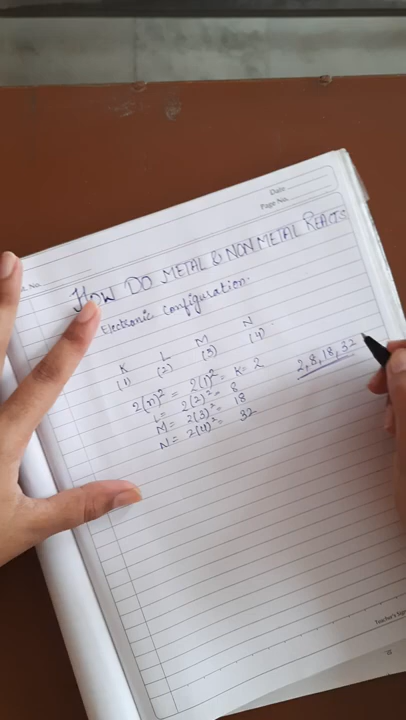 Date
Page No.
t No.
HOW DO METAL & NON METAL REACTS
Electronic configuration.
K L M N
(1) (2) (3) (4)
2(n)² = 2(1)² = K = 2
L = 2(2)² = 8
M = 2(3)² = 18
N = 2(4)² = 32
2,8,18,32
Teacher's Sign